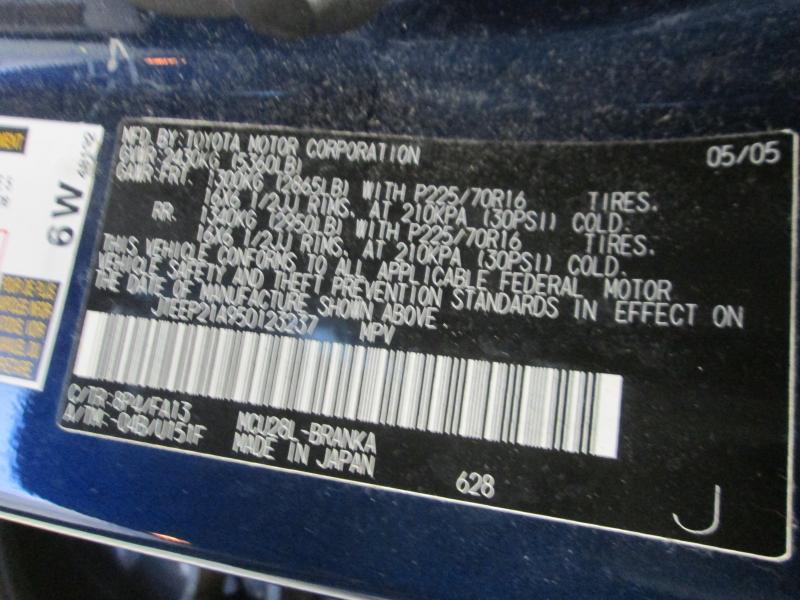 MFD. BY: TOYOTA MOTOR CORPORATION 05/05
GVWR 2430KG (5360LB)
GAWR FRT. 1300KG (2865LB) WITH P225/70R16 TIRES.
16X6 1/2JJ RINGS, AT 210KPA (30PSI) COLD.
RR. 1340KG (2950LB) WITH P225/70R16 TIRES.
16X6 1/2JJ RINGS, AT 210KPA (30PSI) COLD.
THIS VEHICLE CONFORMS TO ALL APPLICABLE FEDERAL MOTOR
VEHICLE SAFETY AND THEFT PREVENTION STANDARDS IN EFFECT ON
THE DATE OF MANUFACTURE SHOWN ABOVE.
JTEEP21A950123237 MPV
C/TR: 8P4/FA13
A/TM: -04B/U151F
MCU28L-BRANKA
MADE IN JAPAN
628
J
6W